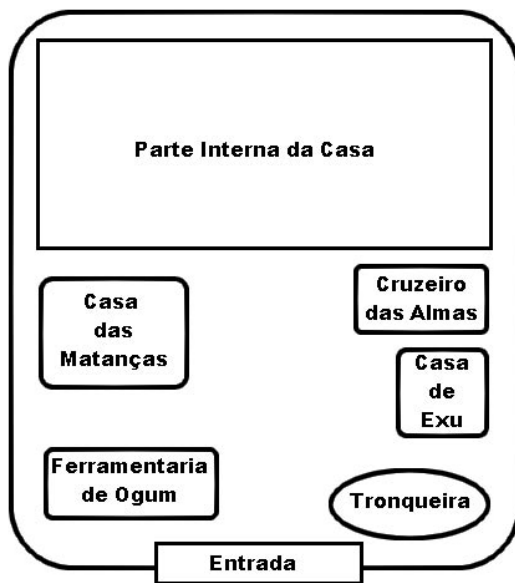 Parte Interna da Casa
Casa
das
Matanças
Cruzeiro
das Almas
Casa
de
Exu
Ferramentaria
de Ogum
Tronqueira
Entrada